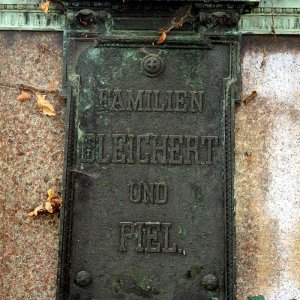 FAMILIEN
BLEICHERT
UND
PIEL.